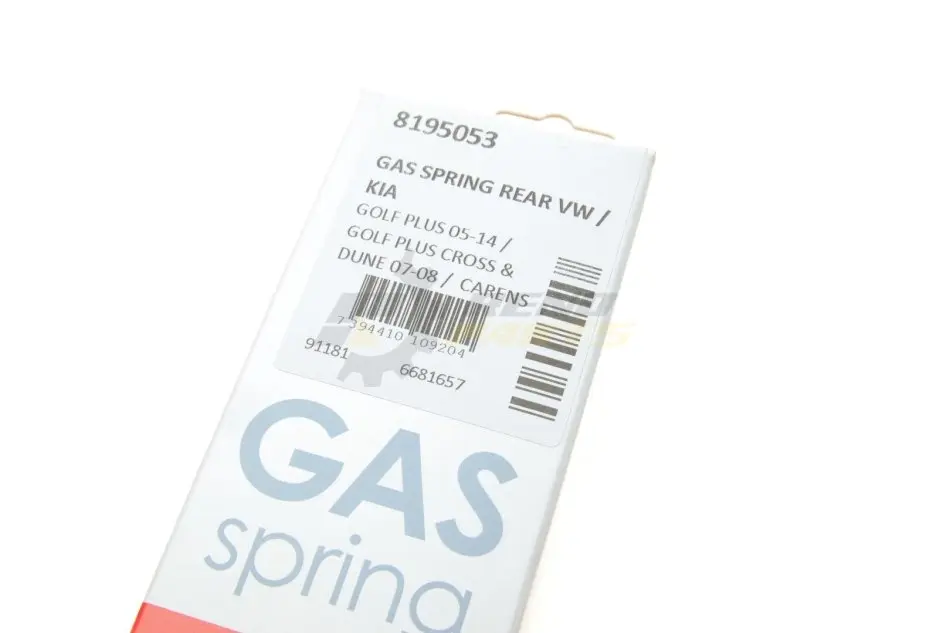 8195053
GAS SPRING REAR VW /
KIA
GOLF PLUS 05-14 /
GOLF PLUS CROSS &
DUNE 07-08 / CARENS
7 394410 109204
91181
6681657
GAS
spring